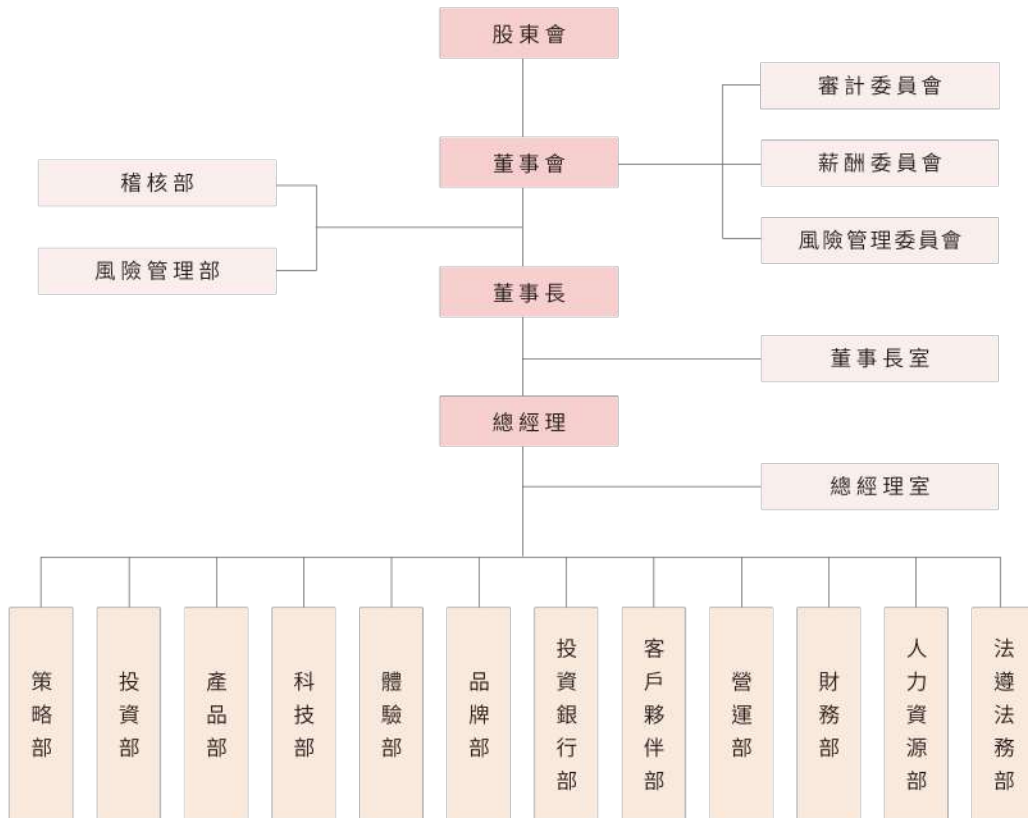 股東會
審計委員會
董事會
薪酬委員會
稽核部
風險管理委員會
風險管理部
董事長
董事長室
總經理
總經理室
策略部
投資部
產品部
科技部
體驗部
品牌部
投資銀行部
客戶夥伴部
營運部
財務部
人力資源部
法遵法務部